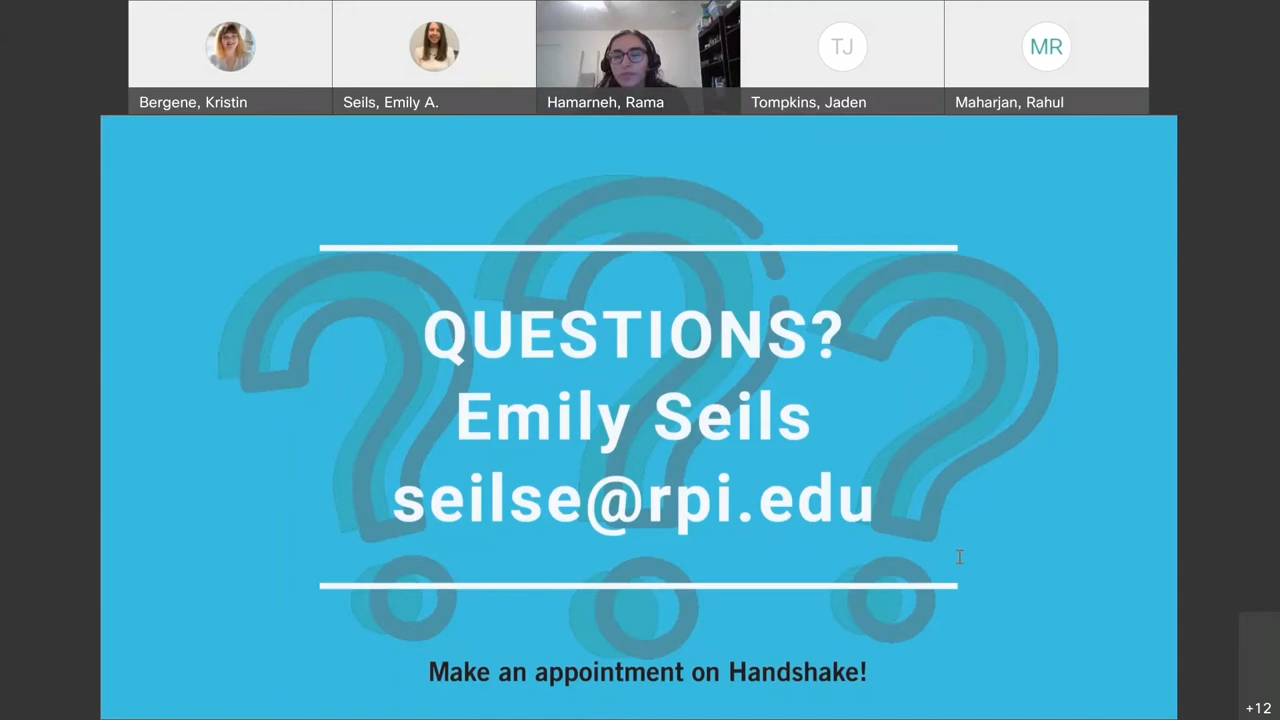 Bergene, Kristin
Seils, Emily A.
Hamarneh, Rama
TJ
Tompkins, Jaden
MR
Maharjan, Rahul
QUESTIONS?
Emily Seils
seilse@rpi.edu
Make an appointment on Handshake!
+12